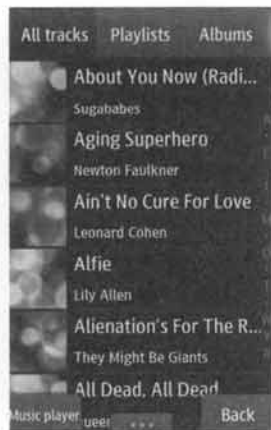 All tracks Playlists Albums
About You Now (Radi...
Sugababes
Aging Superhero
Newton Faulkner
Ain't No Cure For Love
Leonard Cohen
Alfie
Lily Allen
Alienation's For The R...
They Might Be Giants
All Dead, All Dead
Music player ... Back